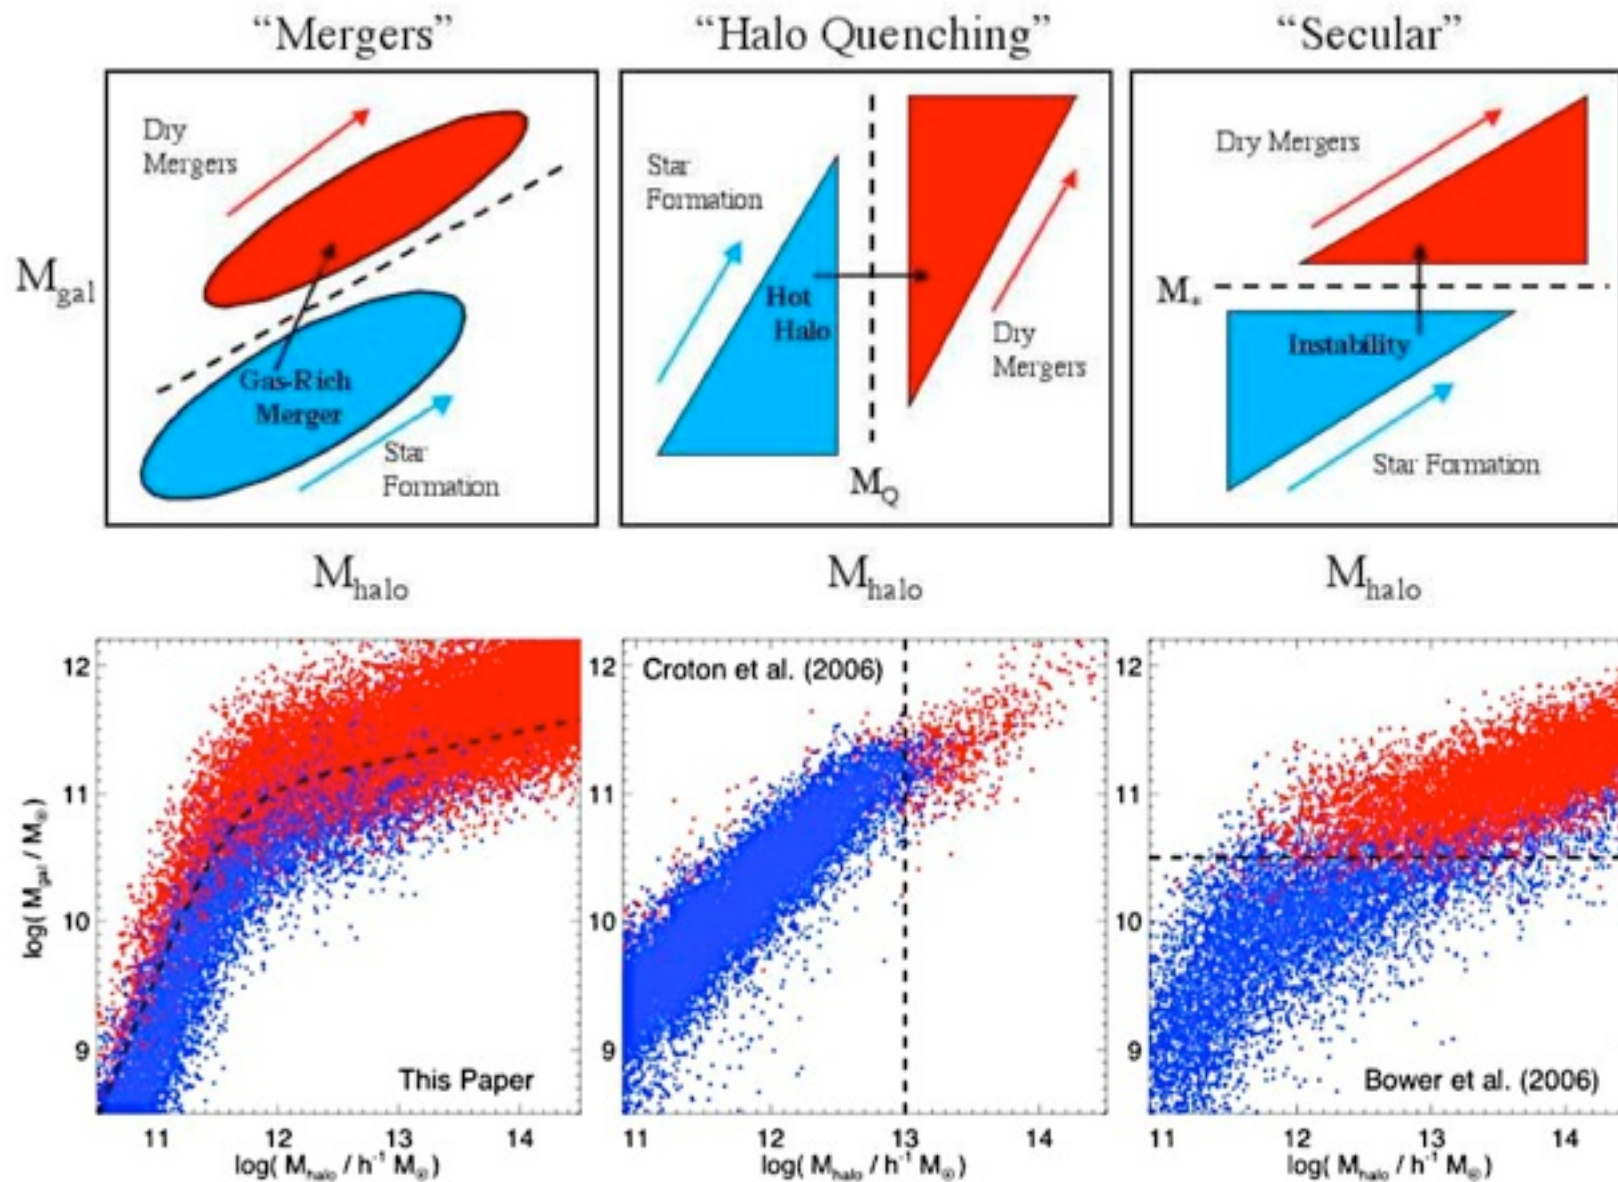 “Mergers”
“Halo Quenching”
“Secular”
Dry
Mergers
Gas-Rich
Merger
Star
Formation
M_gal
M_halo
Star
Formation
Hot
Halo
Dry
Mergers
M_Q
M_halo
Dry Mergers
M_*
Instability
Star Formation
M_halo
12
11
10
9
log( M_gal / M_⊙)
This Paper
11 12 13 14
log( M_halo / h⁻¹ M_⊙)
12
11
10
9
Croton et al. (2006)
11 12 13 14
log( M_halo / h⁻¹ M_⊙)
12
11
10
9
Bower et al. (2006)
11 12 13 14
log( M_halo / h⁻¹ M_⊙)